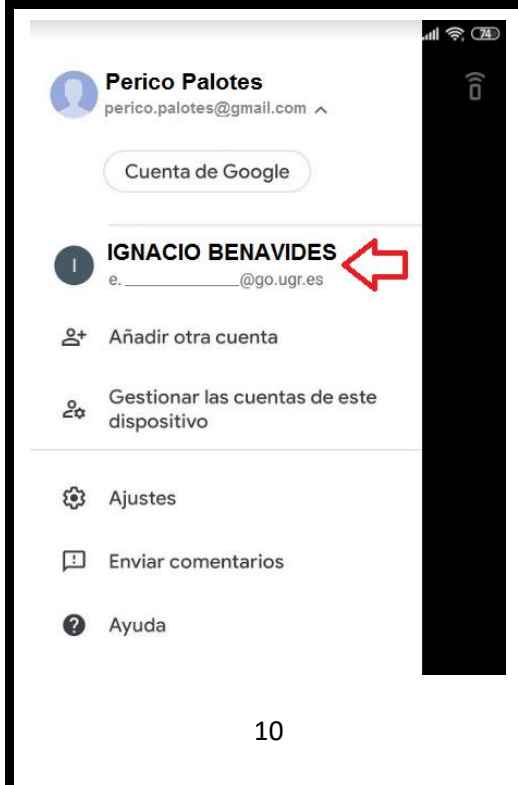 74
Perico Palotes
perico.palotes@gmail.com
Cuenta de Google
I
IGNACIO BENAVIDES
e.____________@go.ugr.es
Añadir otra cuenta
Gestionar las cuentas de este
dispositivo
Ajustes
Enviar comentarios
Ayuda
10